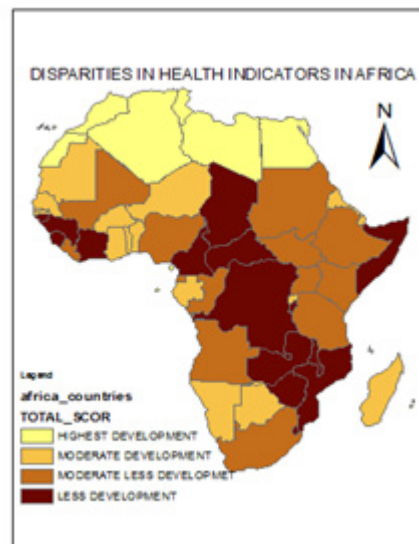 DISPARITIES IN HEALTH INDICATORS IN AFRICA
N
Legend
africa_countries
TOTAL_SCOR
HIGHEST DEVELOPMENT
MODERATE DEVELOPMENT
MODERATE LESS DEVELOPMET
LESS DEVELOPMENT